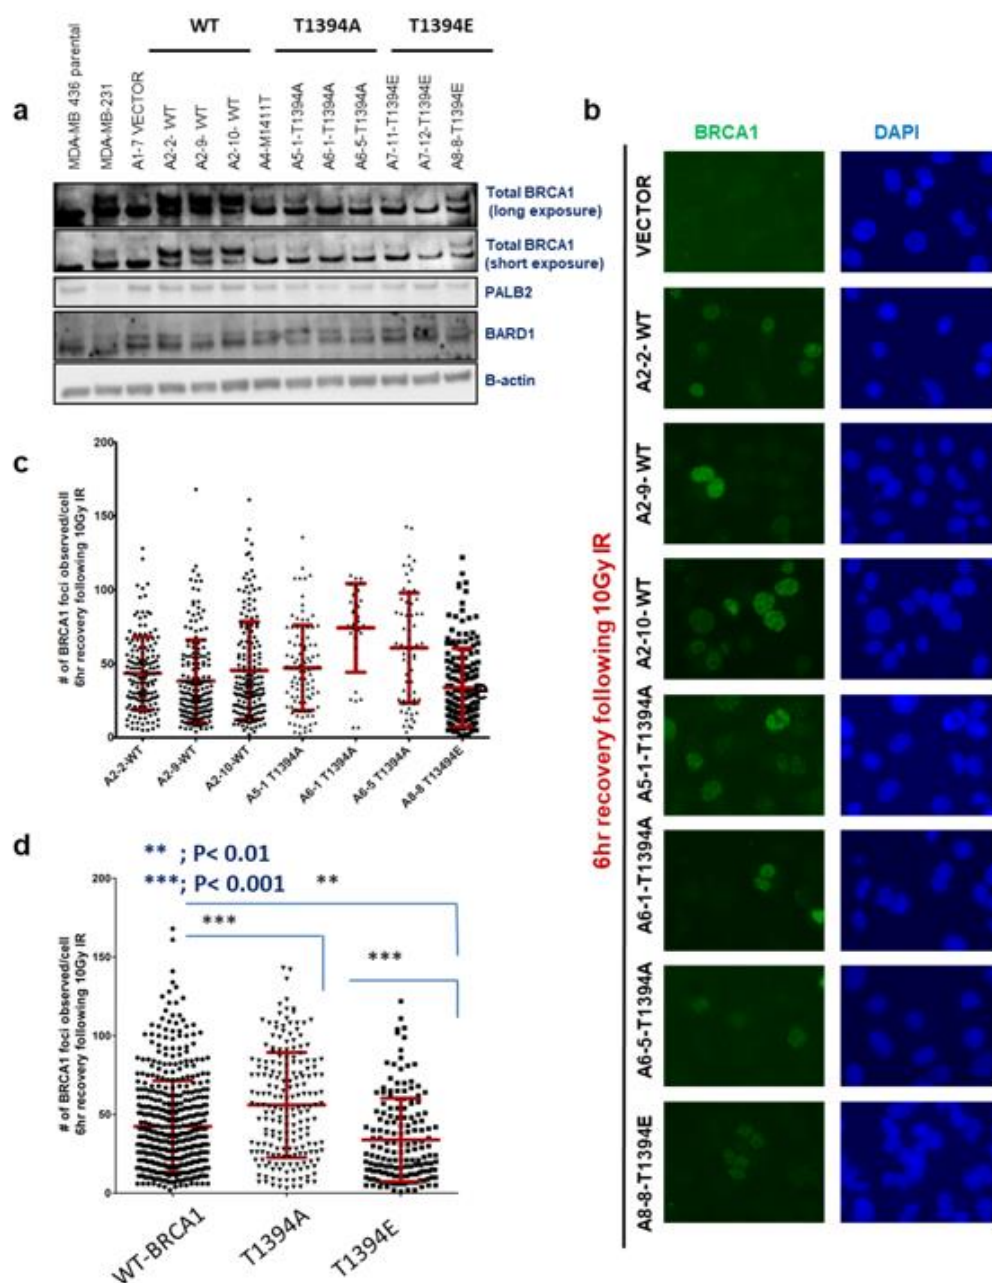 WT T1394A T1394E
a
MDA-MB 436 parental
MDA-MB-231
A1-7 VECTOR
A2-2- WT
A2-9- WT
A2-10- WT
A4-M1411T
A5-1-T1394A
A6-1-T1394A
A6-5-T1394A
A7-11-T1394E
A7-12-T1394E
A8-8-T1394E
Total BRCA1
(long exposure)
Total BRCA1
(short exposure)
PALB2
BARD1
B-actin
b
BRCA1 DAPI
6hr recovery following 10Gy IR
VECTOR
A2-2- WT
A2-9- WT
A2-10- WT
A5-1-T1394A
A6-1-T1394A
A6-5-T1394A
A8-8-T1394E
c
# of BRCA1 foci observed/cell
6hr recovery following 10Gy IR
200
150
100
50
0
A2-2-WT
A2-9-WT
A2-10-WT
A5-1 T1394A
A6-1 T1394A
A6-5 T1394A
A8-8 T13494E
d
** ; P< 0.01
***; P< 0.001
**
***
***
# of BRCA1 foci observed/cell
6hr recovery following 10Gy IR
200
150
100
50
0
WT-BRCA1
T1394A
T1394E